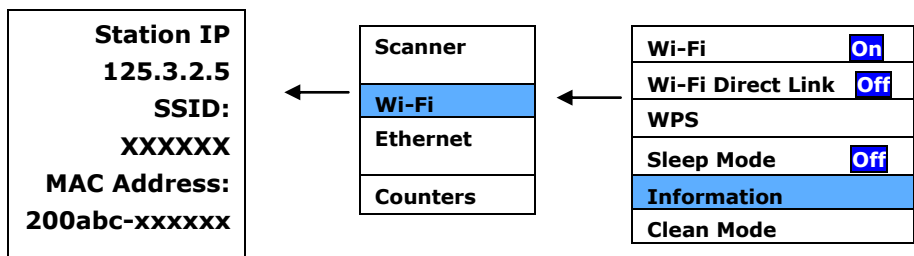 Station IP
125.3.2.5
SSID:
XXXXXX
MAC Address:
200abc-xxxxxx
Scanner
Wi-Fi
Ethernet
Counters
Wi-Fi On
Wi-Fi Direct Link Off
WPS
Sleep Mode Off
Information
Clean Mode